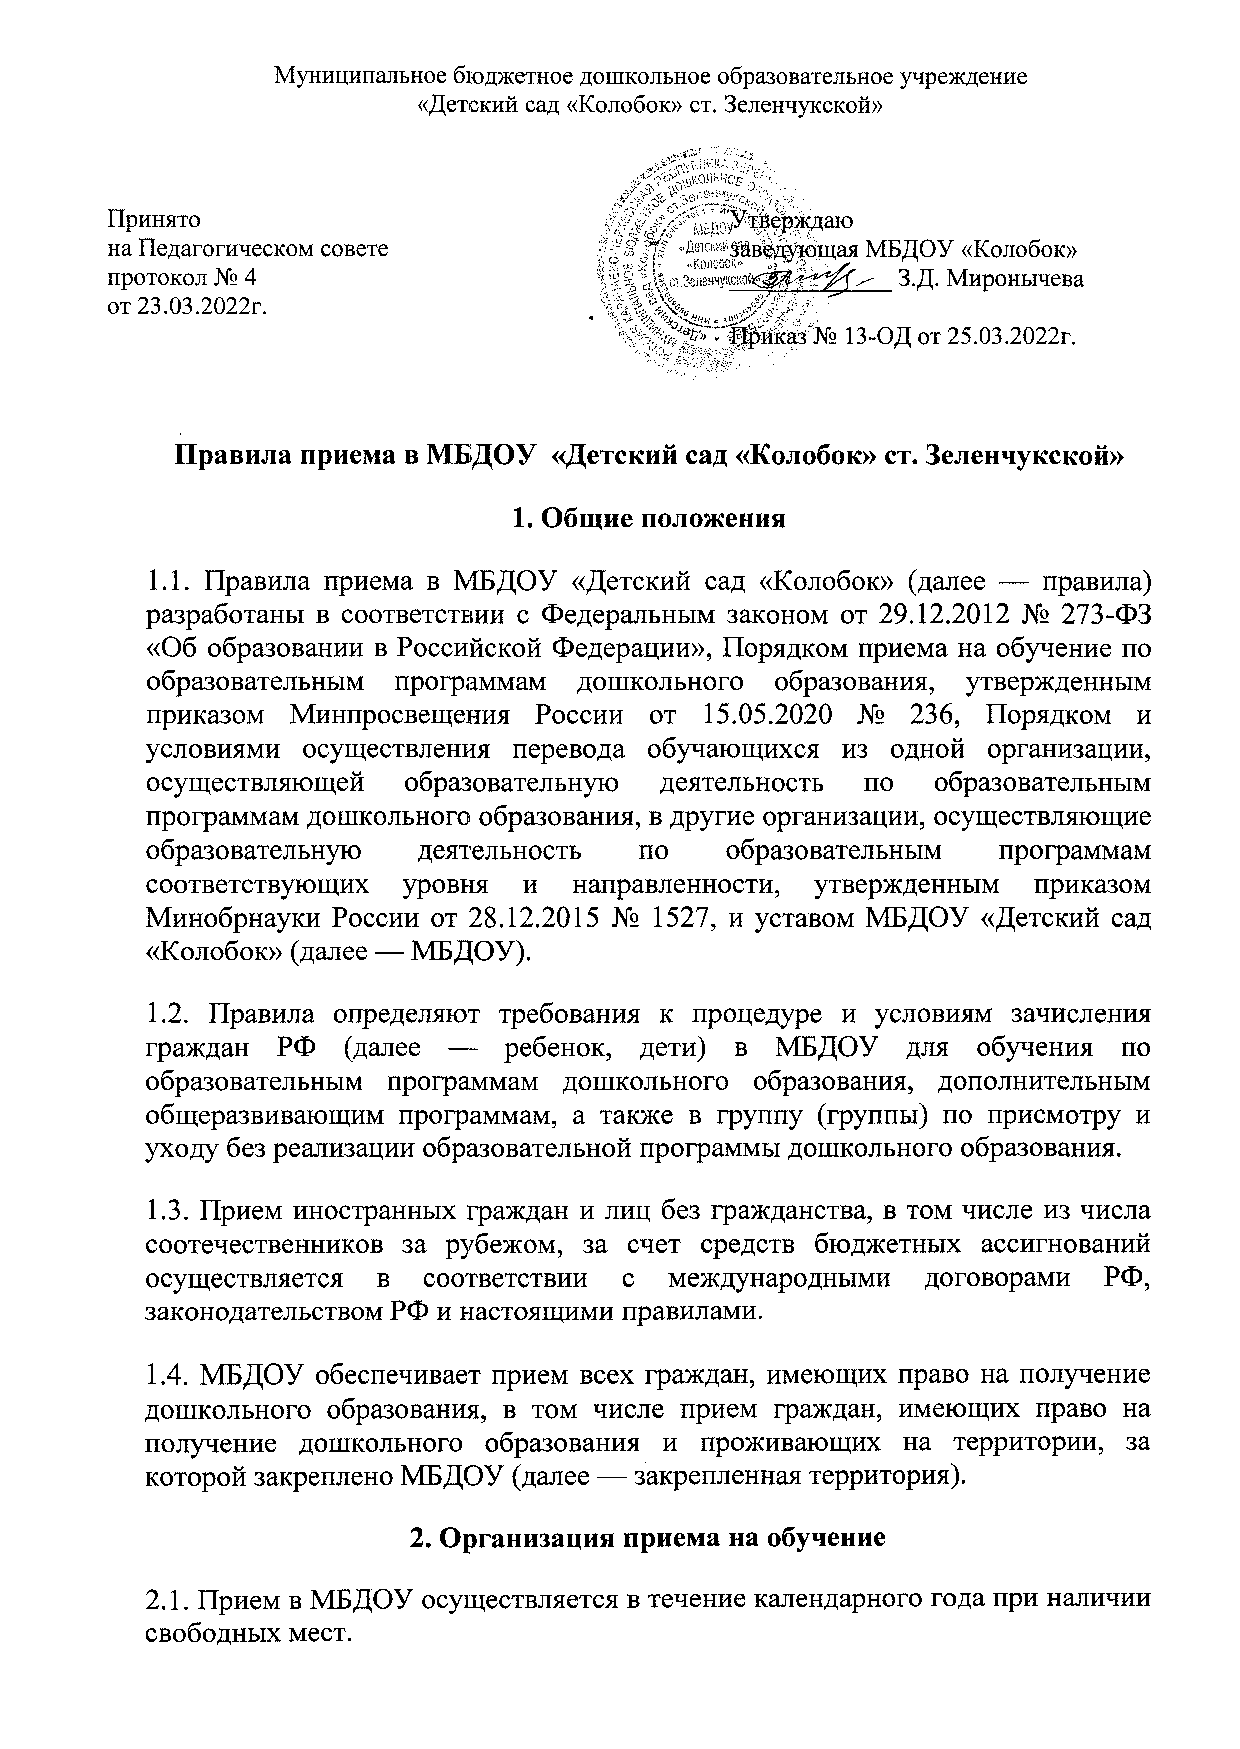 Муниципальное бюджетное дошкольное образовательное учреждение
«Детский сад «Колобок» ст. Зеленчукской»
Принято
на Педагогическом совете
протокол № 4
от 23.03.2022г.
Утверждаю
заведующая МБДОУ «Колобок»
З.Д. Миронычева
Приказ № 13-ОД от 25.03.2022г.
МБДОУ
«Детский сад
«Колобок»
ст.Зеленчукской»
Правила приема в МБДОУ «Детский сад «Колобок» ст. Зеленчукской»
1. Общие положения
1.1. Правила приема в МБДОУ «Детский сад «Колобок» (далее — правила)
разработаны в соответствии с Федеральным законом от 29.12.2012 № 273-ФЗ
«Об образовании в Российской Федерации», Порядком приема на обучение по
образовательным программам дошкольного образования, утвержденным
приказом Минпросвещения России от 15.05.2020 № 236, Порядком и
условиями осуществления перевода обучающихся из одной организации,
осуществляющей образовательную деятельность по образовательным
программам дошкольного образования, в другие организации, осуществляющие
образовательную деятельность по образовательным программам
соответствующих уровня и направленности, утвержденным приказом
Минобрнауки России от 28.12.2015 № 1527, и уставом МБДОУ «Детский сад
«Колобок» (далее — МБДОУ).
1.2. Правила определяют требования к процедуре и условиям зачисления
граждан РФ (далее — ребенок, дети) в МБДОУ для обучения по
образовательным программам дошкольного образования, дополнительным
общеразвивающим программам, а также в группу (группы) по присмотру и
уходу без реализации образовательной программы дошкольного образования.
1.3. Прием иностранных граждан и лиц без гражданства, в том числе из числа
соотечественников за рубежом, за счет средств бюджетных ассигнований
осуществляется в соответствии с международными договорами РФ,
законодательством РФ и настоящими правилами.
1.4. МБДОУ обеспечивает прием всех граждан, имеющих право на получение
дошкольного образования, в том числе прием граждан, имеющих право на
получение дошкольного образования и проживающих на территории, за
которой закреплено МБДОУ (далее — закрепленная территория).
2. Организация приема на обучение
2.1. Прием в МБДОУ осуществляется в течение календарного года при наличии
свободных мест.